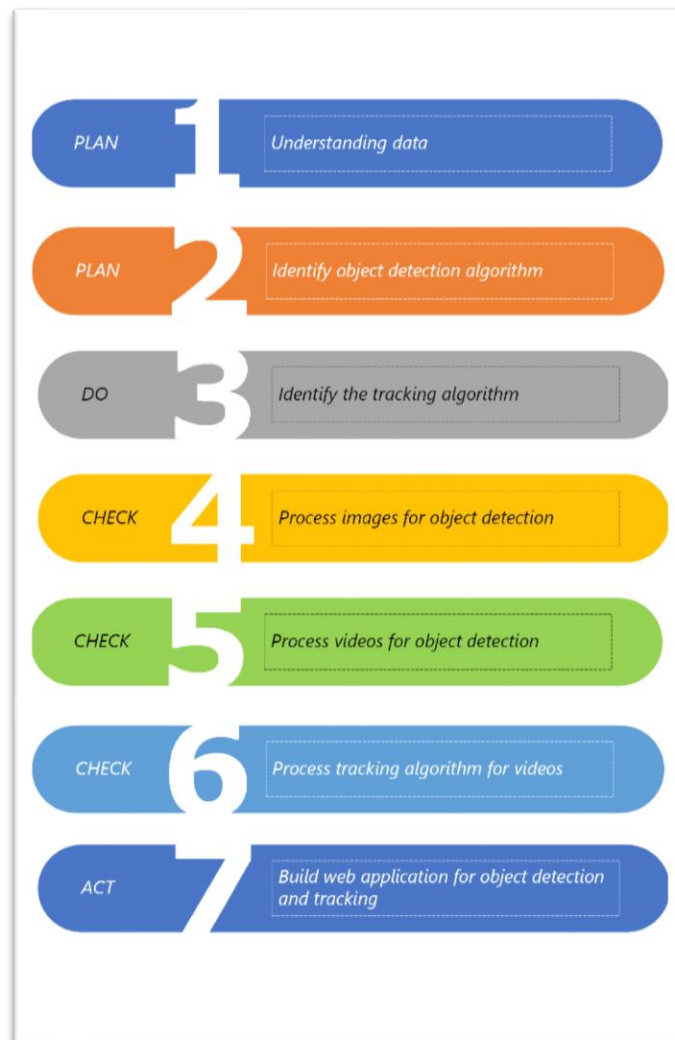 PLAN 1 Understanding data
PLAN 2 Identify object detection algorithm
DO 3 Identify the tracking algorithm
CHECK 4 Process images for object detection
CHECK 5 Process videos for object detection
CHECK 6 Process tracking algorithm for videos
ACT 7 Build web application for object detection
and tracking